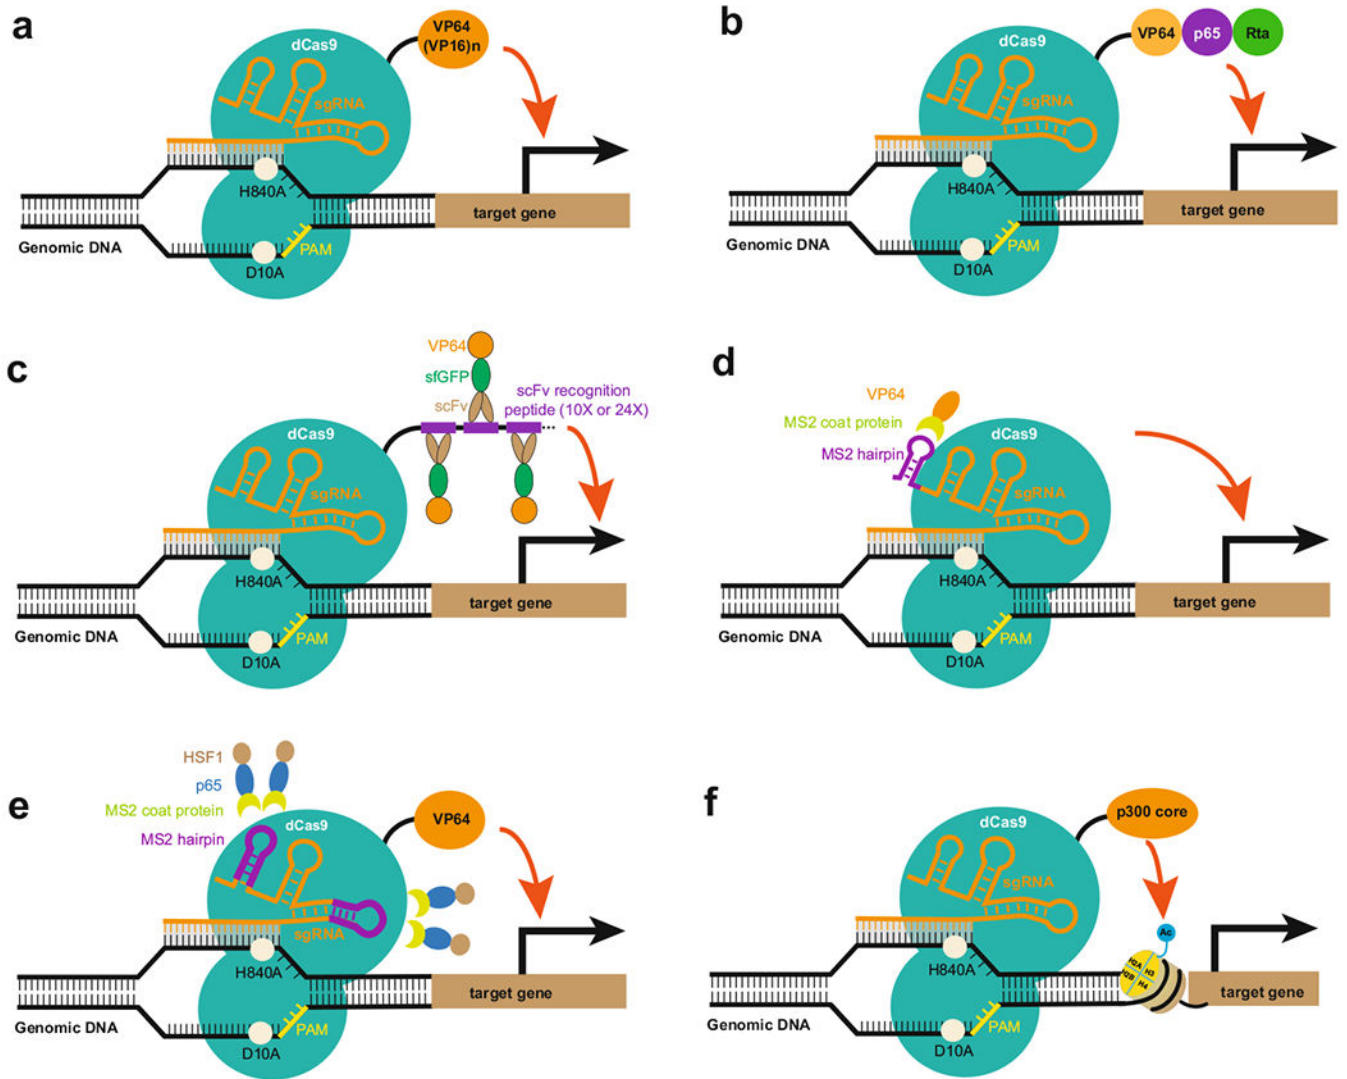 a
dCas9
VP64
(VP16)n
sgRNA
H840A
target gene
Genomic DNA
PAM
D10A
b
dCas9
VP64
p65
Rta
sgRNA
H840A
target gene
Genomic DNA
PAM
D10A
c
VP64
sfGFP
scFv
scFv recognition
peptide (10X or 24X)
dCas9
sgRNA
H840A
target gene
Genomic DNA
PAM
D10A
d
VP64
MS2 coat protein
MS2 hairpin
dCas9
sgRNA
H840A
target gene
Genomic DNA
PAM
D10A
e
HSF1
p65
MS2 coat protein
MS2 hairpin
dCas9
VP64
sgRNA
H840A
target gene
Genomic DNA
PAM
D10A
f
dCas9
p300 core
sgRNA
Ac
H2A
H3
H2B
H4
H840A
target gene
Genomic DNA
PAM
D10A